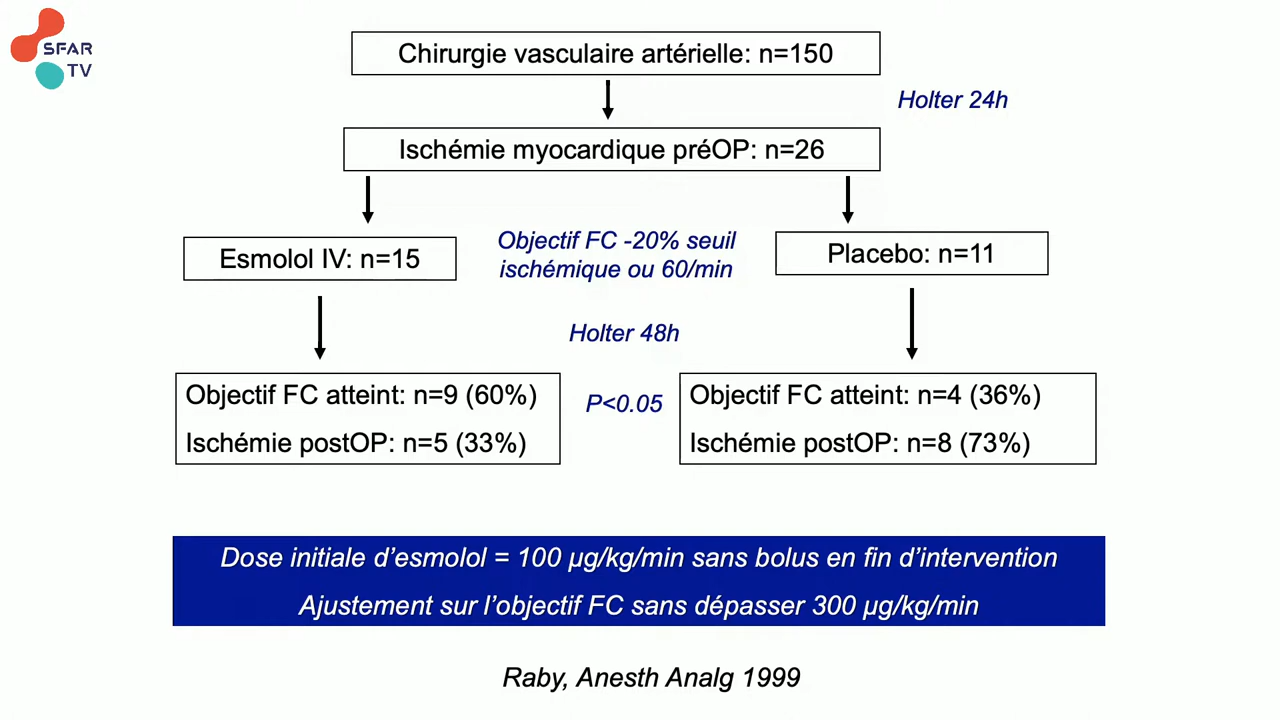 SFAR
TV
Chirurgie vasculaire artérielle: n=150
Holter 24h
Ischémie myocardique préOP: n=26
Esmolol IV: n=15
Objectif FC -20% seuil
ischémique ou 60/min
Placebo: n=11
Holter 48h
Objectif FC atteint: n=9 (60%)
Ischémie postOP: n=5 (33%)
P<0.05
Objectif FC atteint: n=4 (36%)
Ischémie postOP: n=8 (73%)
Dose initiale d’esmolol = 100 µg/kg/min sans bolus en fin d’intervention
Ajustement sur l’objectif FC sans dépasser 300 µg/kg/min
Raby, Anesth Analg 1999